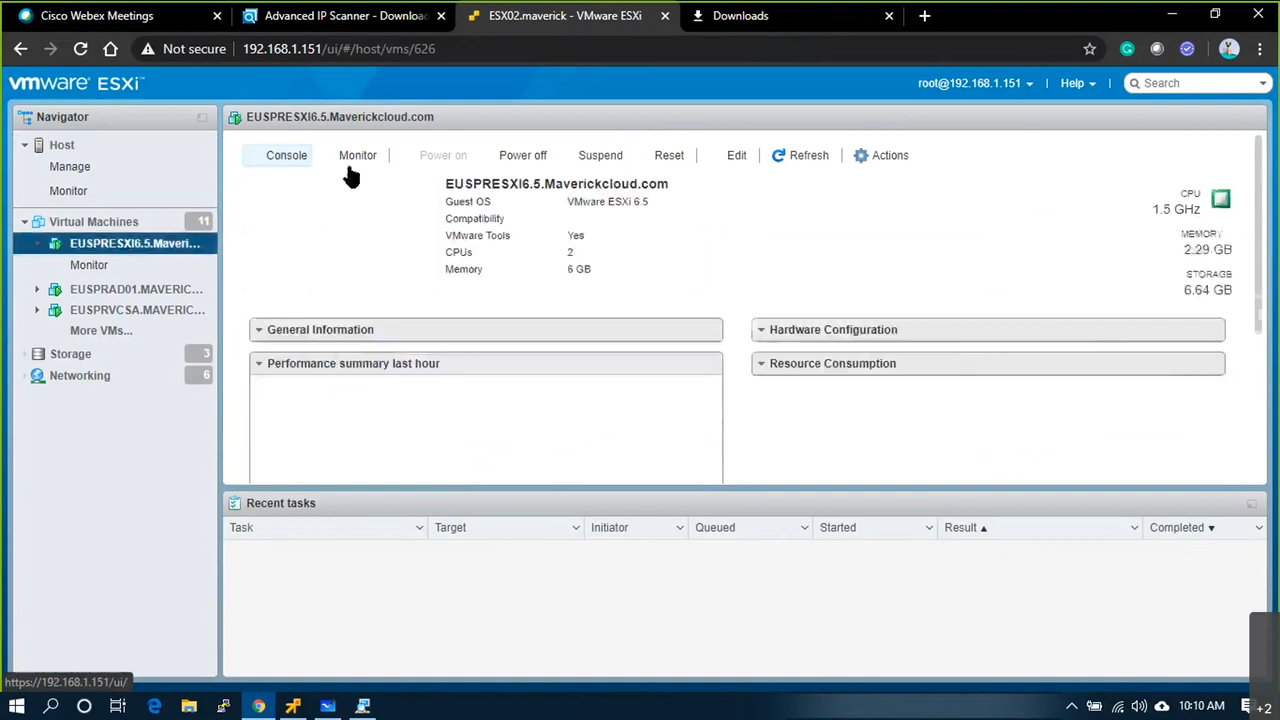 Cisco Webex Meetings
Advanced IP Scanner - Download
ESX02.maverick - VMware ESXi
Downloads
Not secure
192.168.1.151/ui/#/host/vms/626
vmware ESXi™
root@192.168.1.151
Help
Search
Navigator
Host
Manage
Monitor
Virtual Machines
11
EUSPRESXI6.5.Maveri...
Monitor
EUSPRAD01.MAVERIC...
EUSPRVCSA.MAVERIC...
More VMs...
Storage
3
Networking
6
EUSPRESXI6.5.Maverickcloud.com
Console
Monitor
Power on
Power off
Suspend
Reset
Edit
Refresh
Actions
EUSPRESXI6.5.Maverickcloud.com
Guest OS
VMware ESXi 6.5
Compatibility
VMware Tools
Yes
CPUs
2
Memory
6 GB
CPU
1.5 GHz
MEMORY
2.29 GB
STORAGE
6.64 GB
General Information
Hardware Configuration
Performance summary last hour
Resource Consumption
Recent tasks
Task
Target
Initiator
Queued
Started
Result
Completed
https://192.168.1.151/ui/
10:10 AM
+2